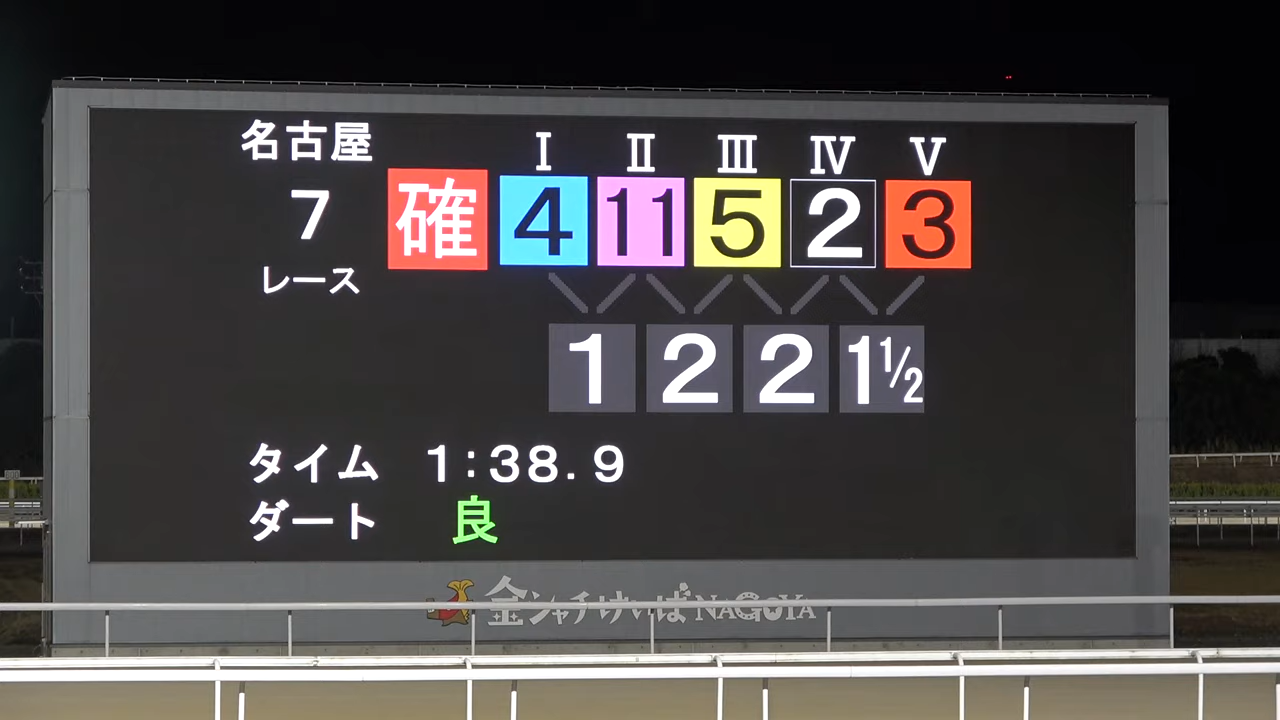 名古屋 Ⅰ Ⅱ Ⅲ Ⅳ Ⅴ
7 確 4 11 5 2 3
レース
1 2 2 1½
タイム 1:38.9
ダート 良
金シャチけいば NAGOYA